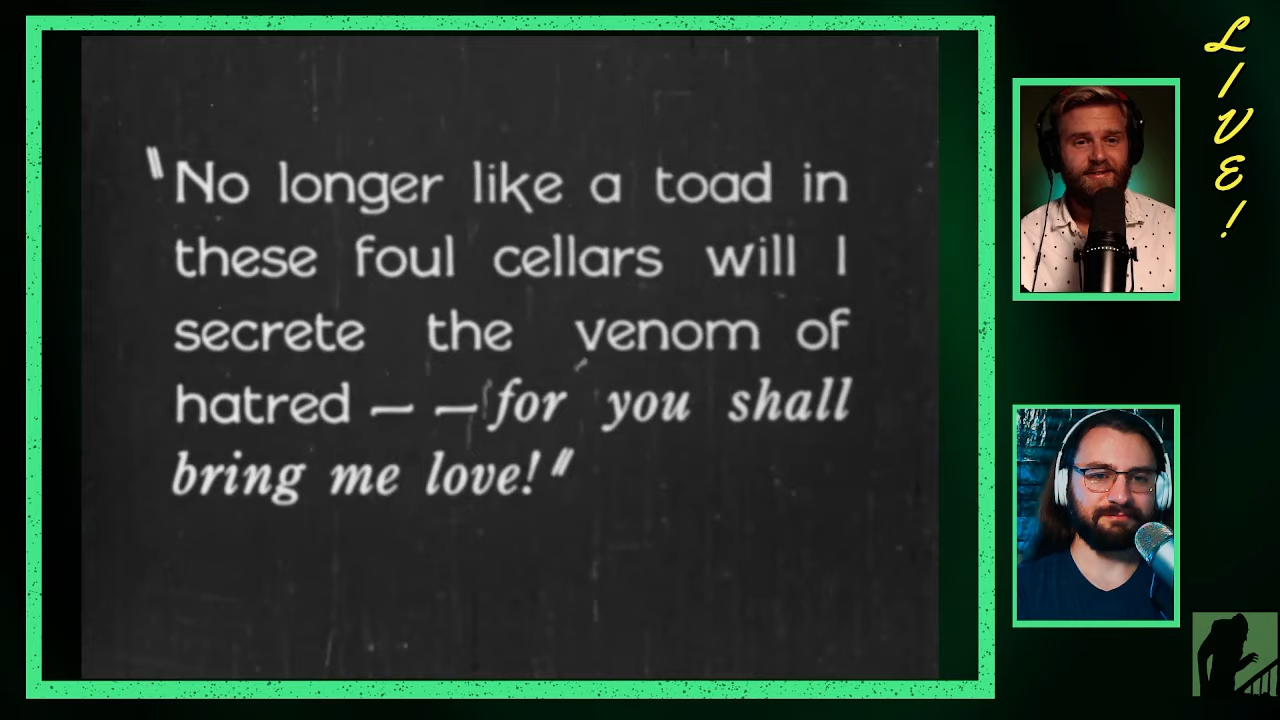 "No longer like a toad in
these foul cellars will I
secrete the venom of
hatred — — for you shall
bring me love!"
LIVE!